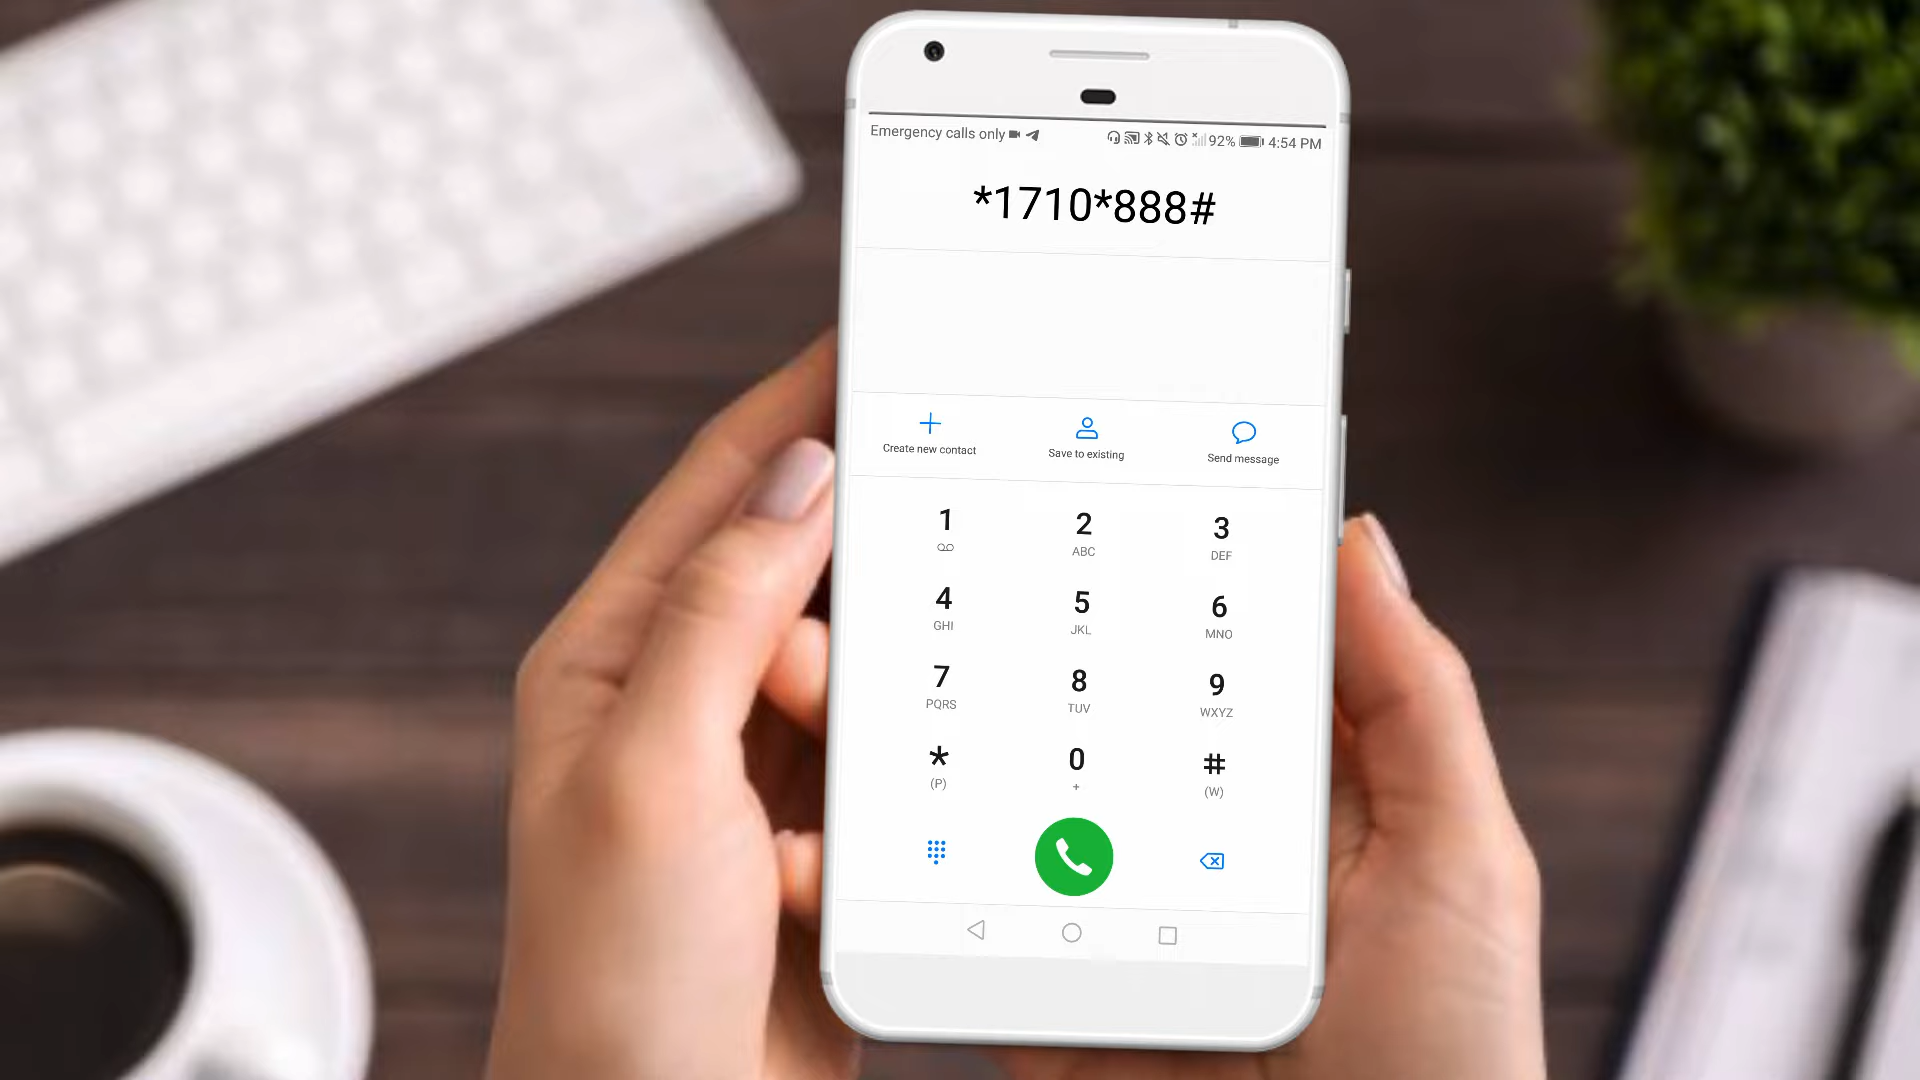 Emergency calls only 92% 4:54 PM
*1710*888#
Create new contact Save to existing Send message
1 2 3
ABC DEF
4 5 6
GHI JKL MNO
7 8 9
PQRS TUV WXYZ
* 0 #
(P) + (W)